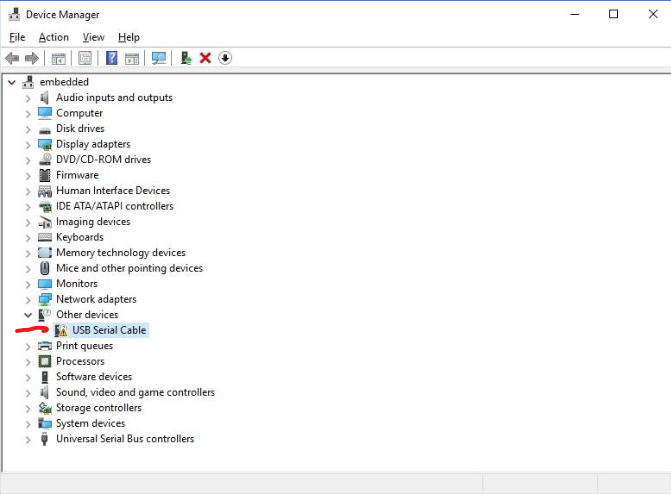 Device Manager
File Action View Help
embedded
Audio inputs and outputs
Computer
Disk drives
Display adapters
DVD/CD-ROM drives
Firmware
Human Interface Devices
IDE ATA/ATAPI controllers
Imaging devices
Keyboards
Memory technology devices
Mice and other pointing devices
Monitors
Network adapters
Other devices
USB Serial Cable
Print queues
Processors
Software devices
Sound, video and game controllers
Storage controllers
System devices
Universal Serial Bus controllers